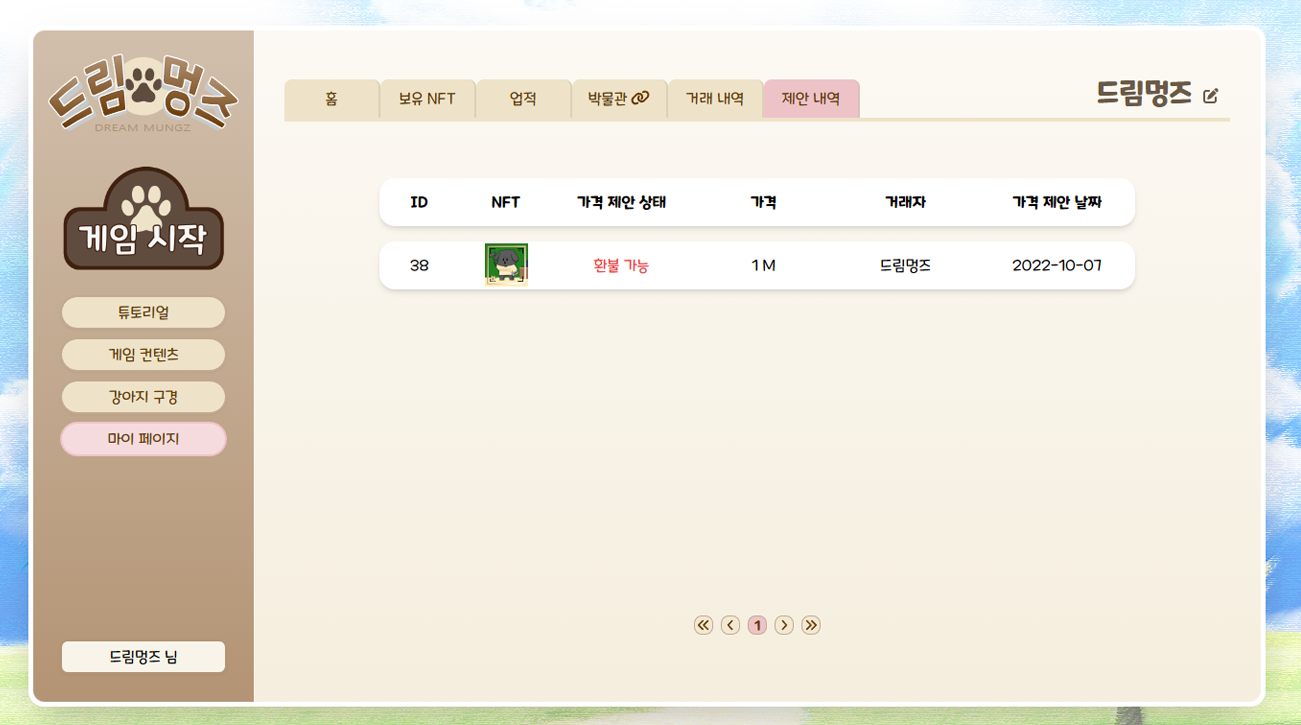 드림멍즈
DREAM MUNGZ
게임 시작
튜토리얼
게임 컨텐츠
강아지 구경
마이 페이지
드림멍즈 님
홈 보유 NFT 업적 박물관 거래 내역 제안 내역
드림멍즈
ID NFT 가격 제안 상태 가격 거래자 가격 제안 날짜
38 환불 가능 1 M 드림멍즈 2022-10-07
1